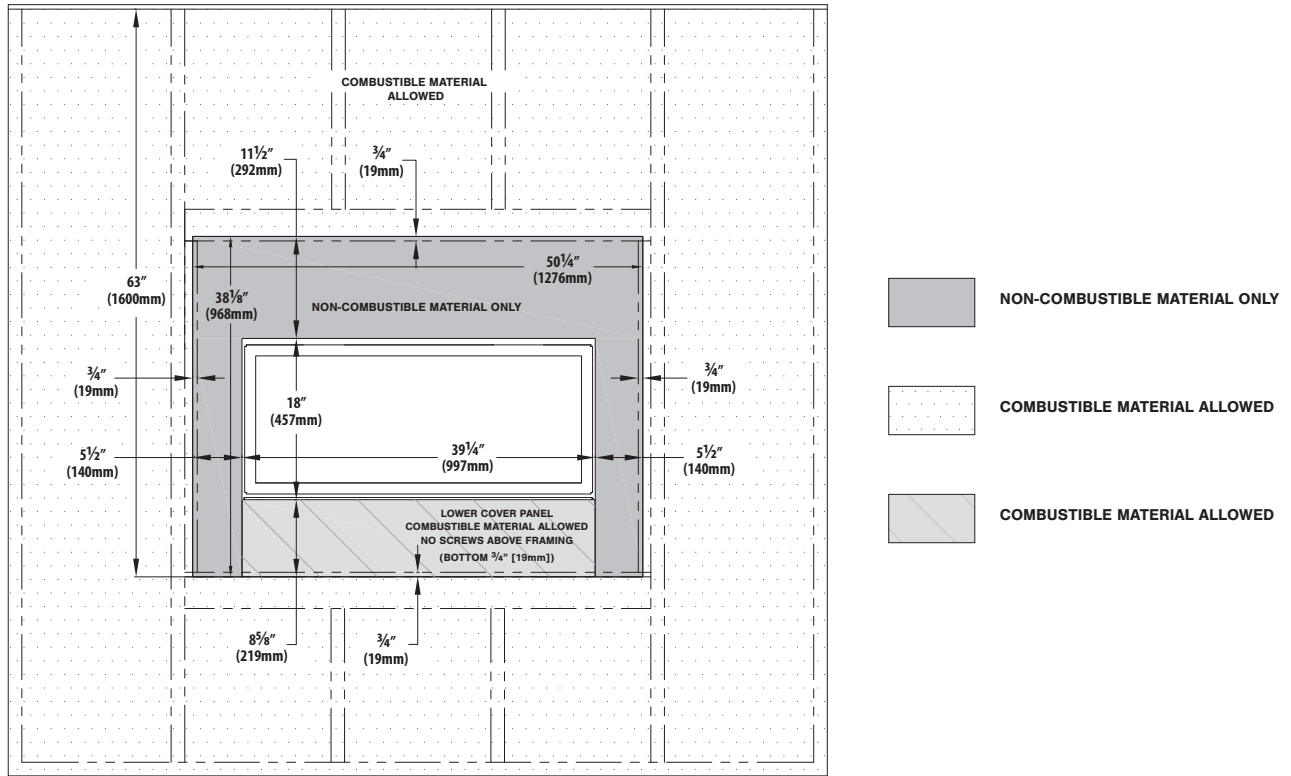 COMBUSTIBLE MATERIAL
ALLOWED
11½"
(292mm)
¾"
(19mm)
63"
(1600mm)
38⅛"
(968mm)
50¼"
(1276mm)
NON-COMBUSTIBLE MATERIAL ONLY
¾"
(19mm)
¾"
(19mm)
18"
(457mm)
5½"
(140mm)
39¼"
(997mm)
5½"
(140mm)
LOWER COVER PANEL
COMBUSTIBLE MATERIAL ALLOWED
NO SCREWS ABOVE FRAMING
(BOTTOM ¾" [19mm])
8⅝"
(219mm)
¾"
(19mm)
NON-COMBUSTIBLE MATERIAL ONLY
COMBUSTIBLE MATERIAL ALLOWED
COMBUSTIBLE MATERIAL ALLOWED